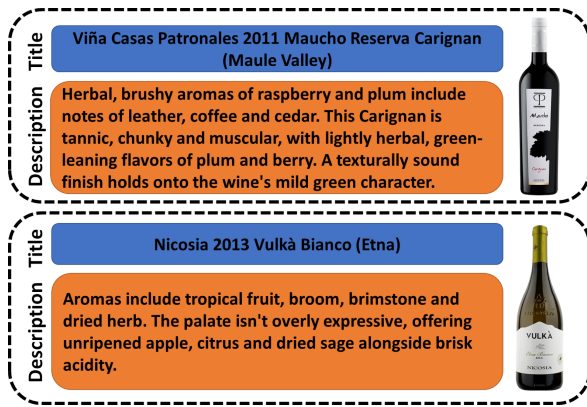 Title
Viña Casas Patronales 2011 Maucho Reserva Carignan
(Maule Valley)
Description
Herbal, brushy aromas of raspberry and plum include
notes of leather, coffee and cedar. This Carignan is
tannic, chunky and muscular, with lightly herbal, green-
leaning flavors of plum and berry. A texturally sound
finish holds onto the wine's mild green character.
Maucho
Carignan
Title
Nicosia 2013 Vulkà Bianco (Etna)
Description
Aromas include tropical fruit, broom, brimstone and
dried herb. The palate isn't overly expressive, offering
unripened apple, citrus and dried sage alongside brisk
acidity.
VULKÀ
Etna Bianco
NICOSIA